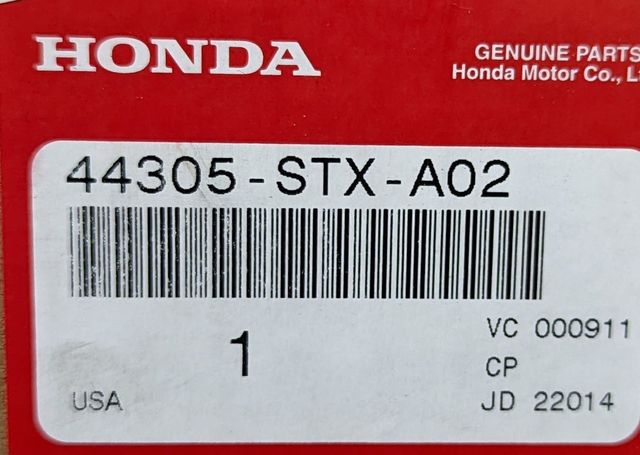 HONDA
GENUINE PARTS
Honda Motor Co., Lt
44305-STX-A02
1
VC 000911
CP
USA
JD 22014